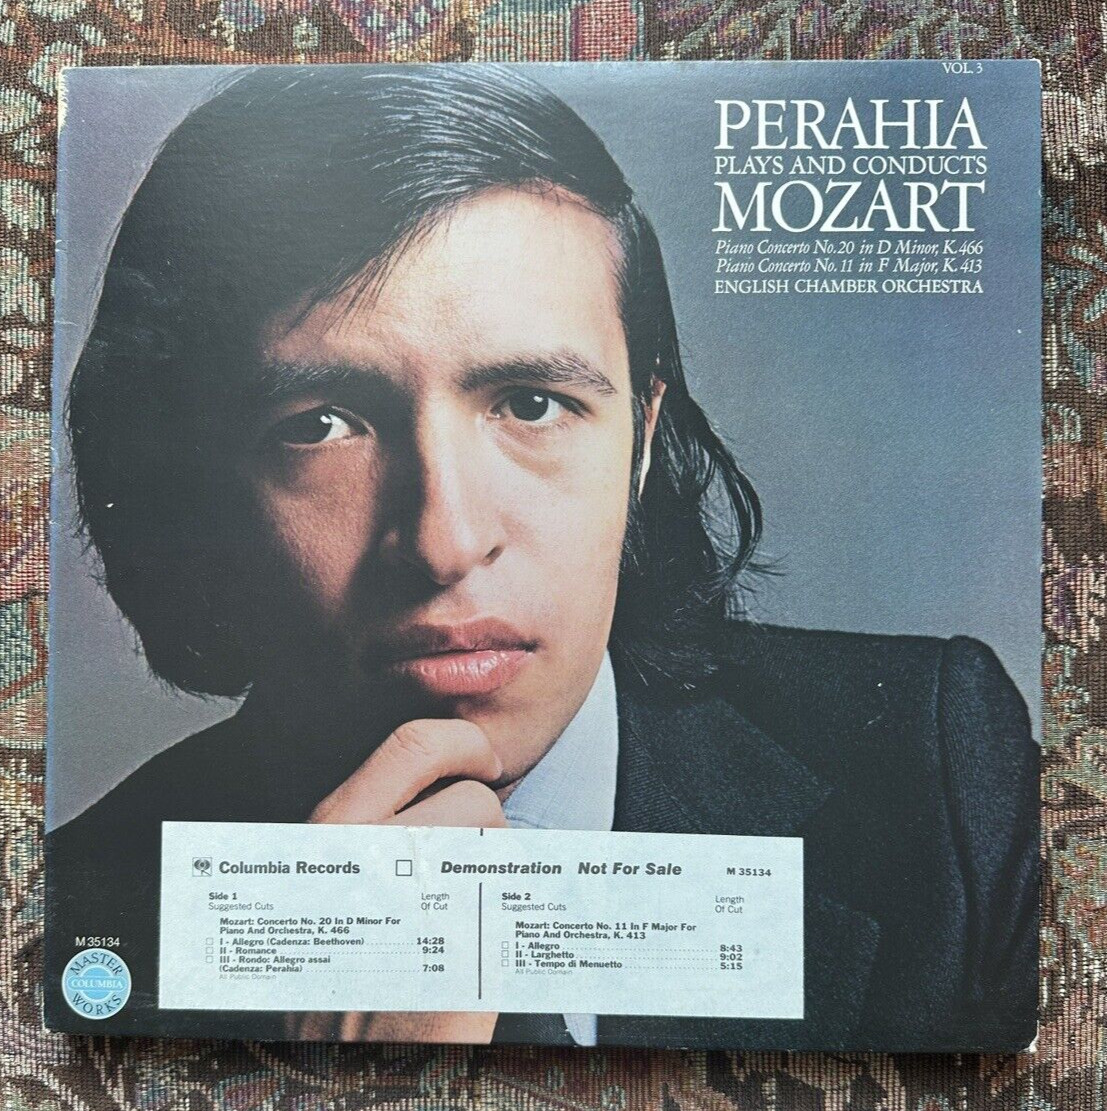 VOL. 3
PERAHIA
PLAYS AND CONDUCTS
MOZART
Piano Concerto No. 20 in D Minor, K. 466
Piano Concerto No. 11 in F Major, K. 413
ENGLISH CHAMBER ORCHESTRA
Columbia Records
Demonstration Not For Sale
M 35134
Side 1
Suggested Cuts
Length
Of Cut
Mozart: Concerto No. 20 In D Minor For
Piano And Orchestra, K. 466
I - Allegro (Cadenza: Beethoven) 14:28
II - Romance 9:24
III - Rondo: Allegro assai
(Cadenza: Perahia) 7:08
All Public Domain
Side 2
Suggested Cuts
Length
Of Cut
Mozart: Concerto No. 11 In F Major For
Piano And Orchestra, K. 413
I - Allegro 8:43
II - Larghetto 9:02
III - Tempo di Menuetto 5:15
All Public Domain
M 35134
MASTER
COLUMBIA
WORKS